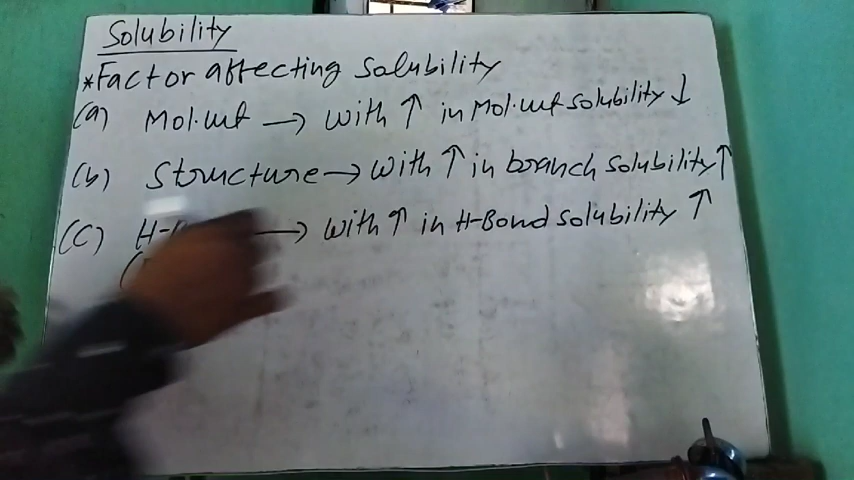 Solubility
*Factor affecting Solubility
(a) Mol.wt → with ↑ in Mol.wt solubility ↓
(b) Structure → with ↑ in branch solubility ↑
(C) → with ↑ in H-Bond solubility ↑